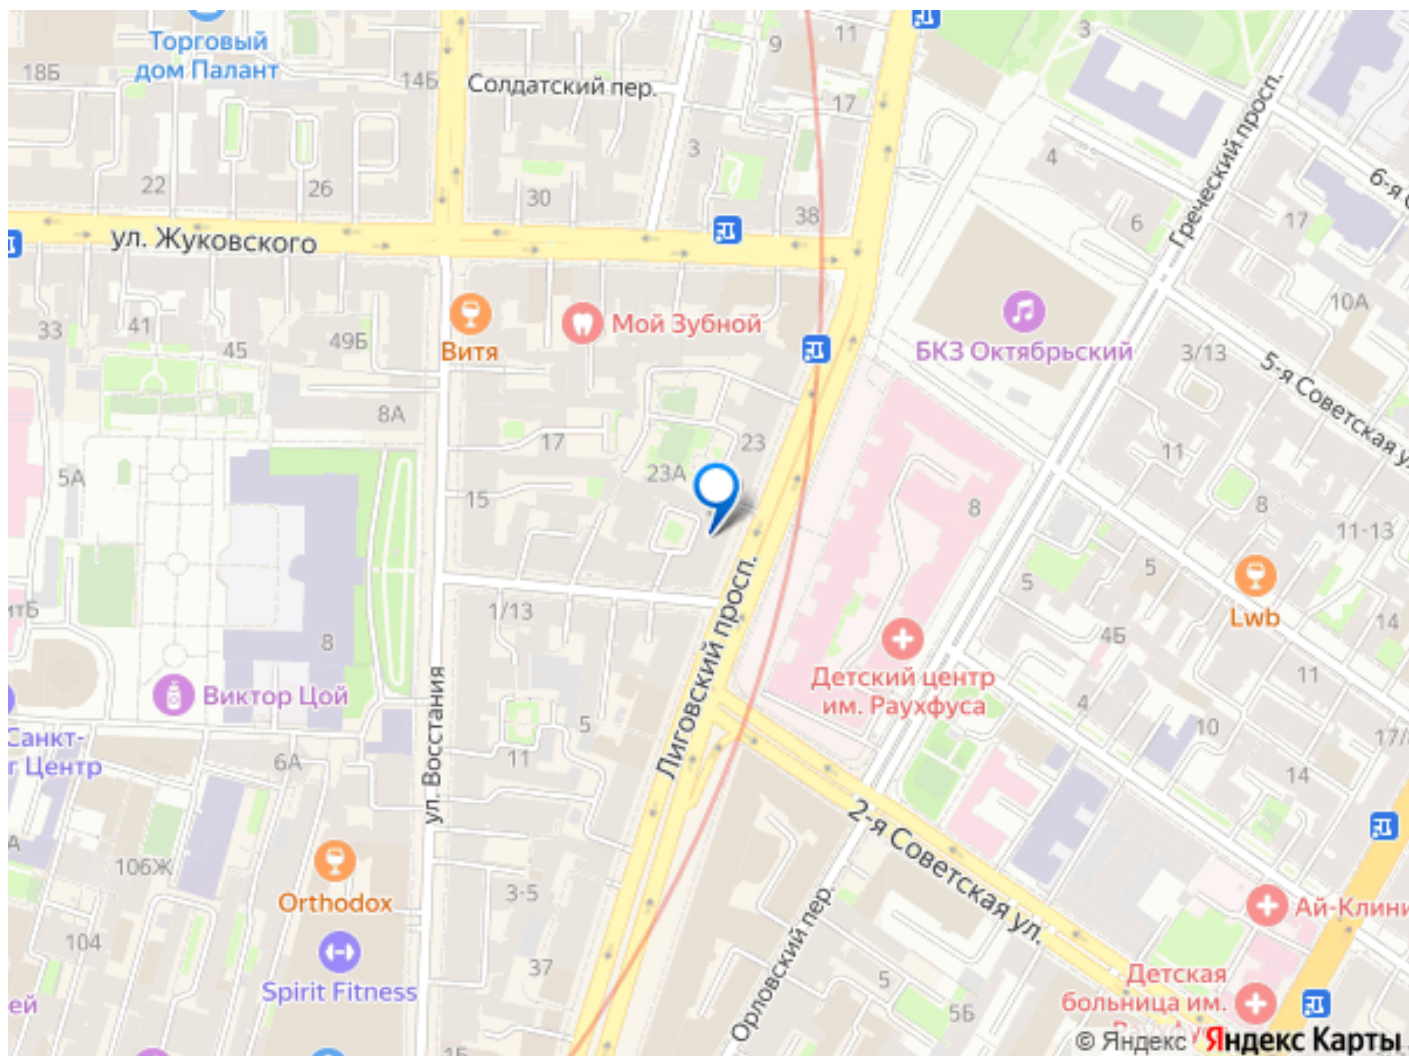 Торговый
дом Палант
18Б
14Б
Солдатский пер.
9
11
17
3
3
4
6
22
26
30
38
ул. Жуковского
Греческий просп.
17
10А
33
41
45
49Б
Витя
Мой Зубной
БКЗ Октябрьский
3/13
5-я Советская ул.
8А
17
23
23А
15
5А
11
8
8
11-13
1/13
5
5
Lwb
14
4Б
11
4
10
17/
14
8
Виктор Цой
Детский центр
им. Раухфуса
Лиговский просп.
ул. Восстания
5
11
6А
Санкт-
г Центр
2-я Советская ул.
106Ж
Orthodox
3-5
104
Spirit Fitness
37
Орловский пер.
5
5Б
Ай-Клини
Детская
больница им.
ей
© Яндекс Яндекс Карты